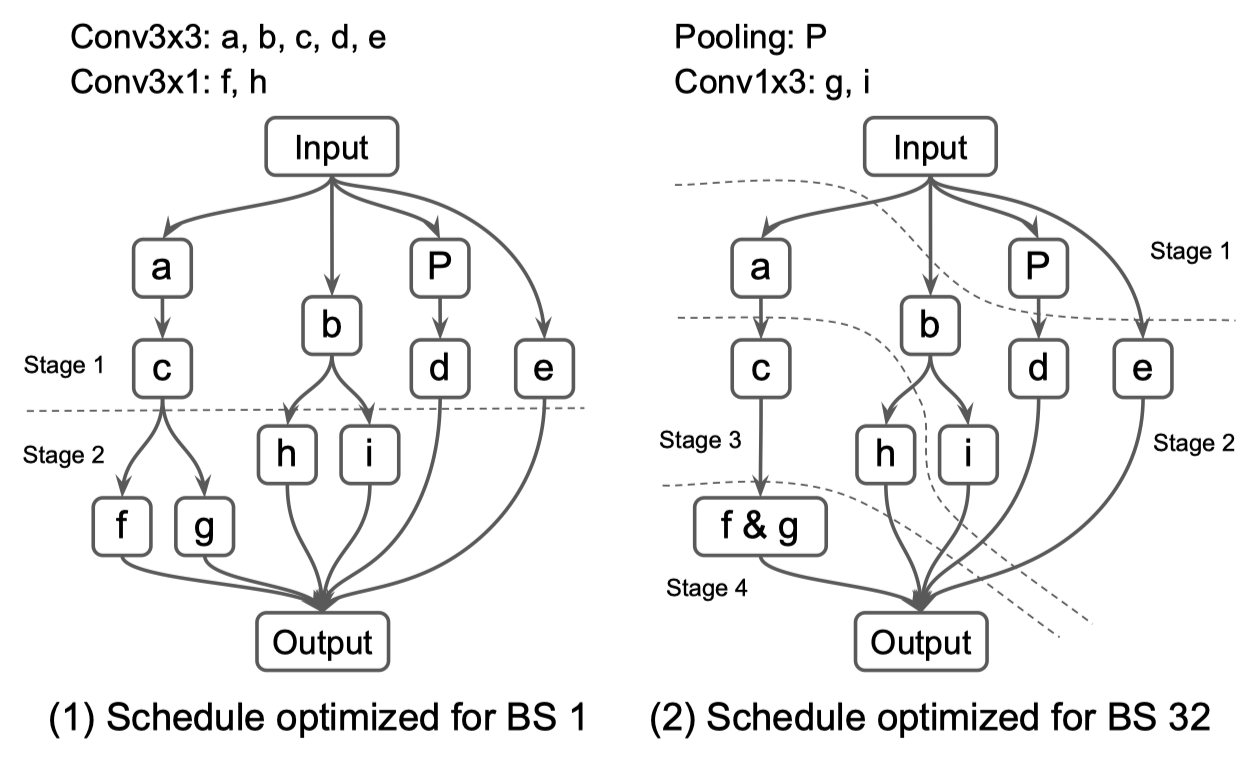 Conv3x3: a, b, c, d, e
Conv3x1: f, h
Input
a
P
b
Stage 1
c
d
e
Stage 2
h
i
f
g
Output
(1) Schedule optimized for BS 1
Pooling: P
Conv1x3: g, i
Input
Stage 1
a
P
b
c
d
e
Stage 3
h
i
Stage 2
f & g
Stage 4
Output
(2) Schedule optimized for BS 32